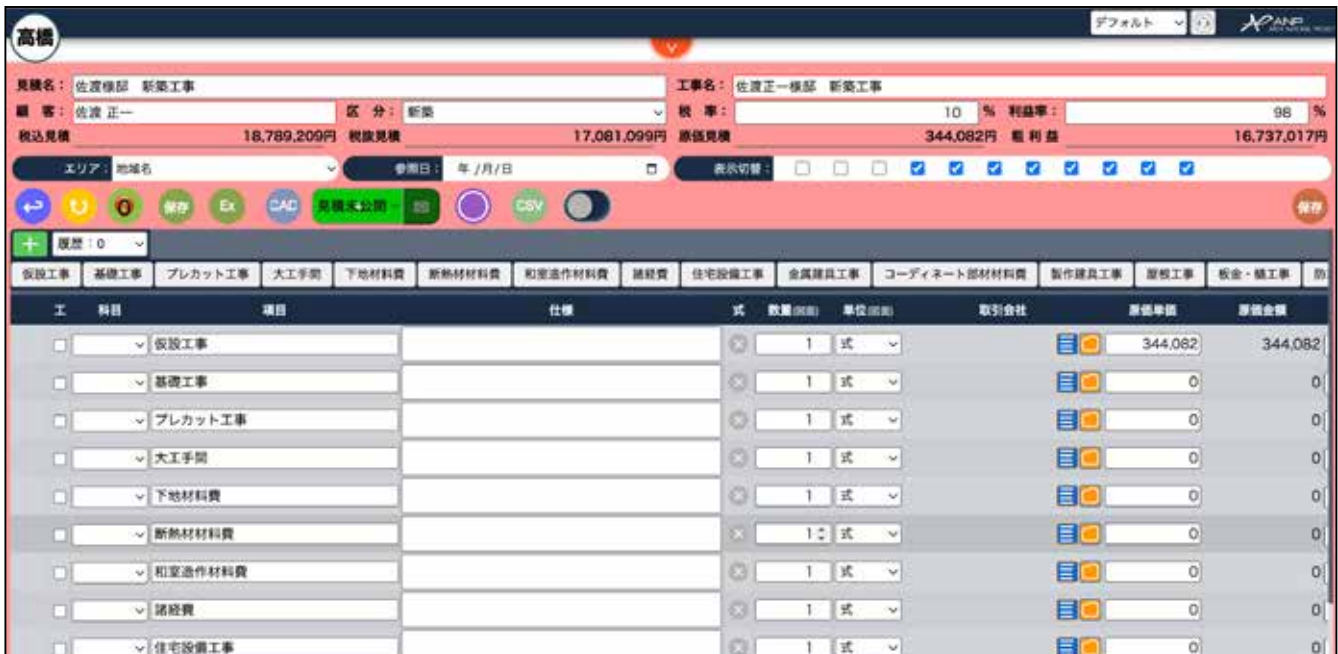 高橋
デフォルト
ANP
見積名： 佐渡様邸 新築工事 工事名： 佐渡正一様邸 新築工事
顧 客： 佐渡 正一 区 分： 新築 税 率： 10 % 利益率： 98 %
税込見積 18,789,209円 税抜見積 17,081,099円 原価見積 344,082円 粗利益 16,737,017円
エリア： 地域名 参照日： 年 /月/日 表示切替：
保存 Ex CAD 見積未公開 CSV 保存
＋ 履歴：0
仮設工事 基礎工事 プレカット工事 大工手間 下地材料費 断熱材材料費 和室造作材料費 諸経費 住宅設備工事 金属建具工事 コーディネート部材材料費 製作建具工事 屋根工事 板金・樋工事 防
工 科目 項目 仕様 式 数量 単位 取引会社 原価単価 原価金額
仮設工事 1 式 344,082 344,082
基礎工事 1 式 0 0
プレカット工事 1 式 0 0
大工手間 1 式 0 0
下地材料費 1 式 0 0
断熱材材料費 1 式 0 0
和室造作材料費 1 式 0 0
諸経費 1 式 0 0
住宅設備工事 1 式 0 0